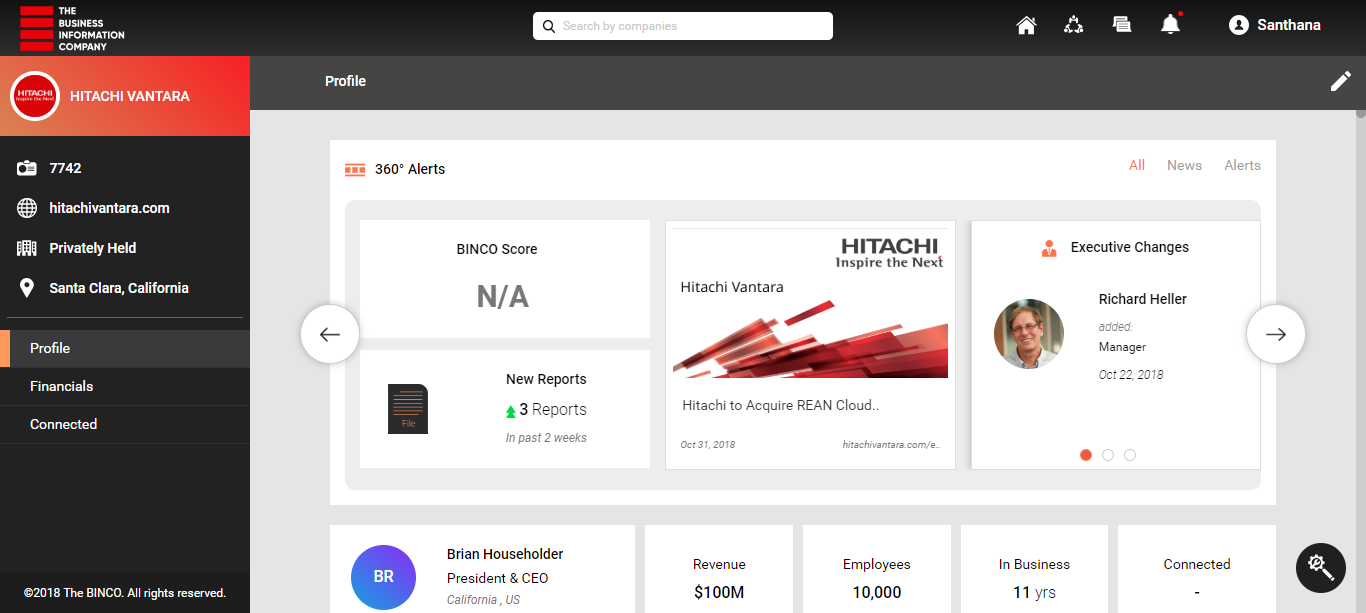 THE
BUSINESS
INFORMATION
COMPANY
Search by companies
Santhana
HITACHI
Inspire the Next
HITACHI VANTARA
Profile
7742
hitachivantara.com
Privately Held
Santa Clara, California
Profile
Financials
Connected
©2018 The BINCO. All rights reserved.
360° Alerts
All News Alerts
BINCO Score
N/A
New Reports
3 Reports
In past 2 weeks
File
HITACHI
Inspire the Next
Hitachi Vantara
Hitachi to Acquire REAN Cloud..
Oct 31, 2018 hitachivantara.com/e..
Executive Changes
Richard Heller
added:
Manager
Oct 22, 2018
BR
Brian Householder
President & CEO
California , US
Revenue
$100M
Employees
10,000
In Business
11 yrs
Connected
-